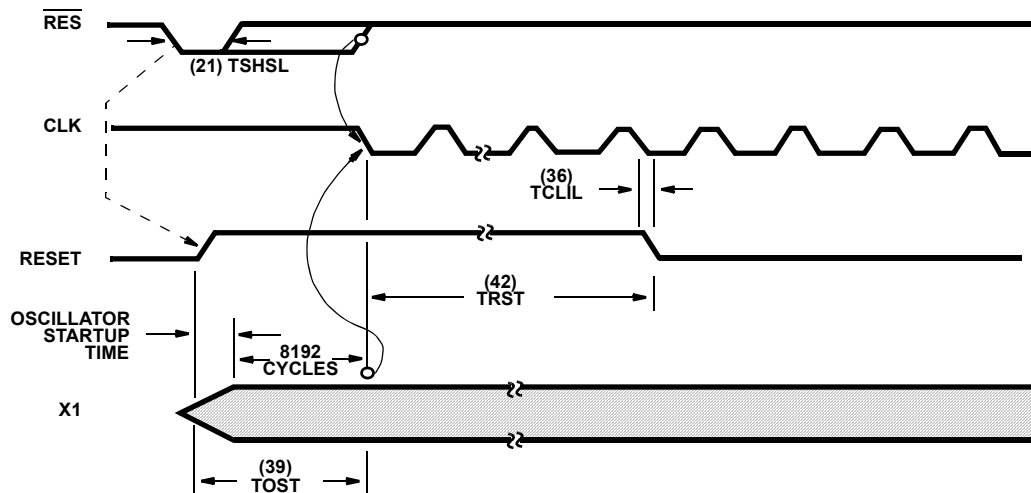 RES
(21) TSHSL
CLK
(36)
TCLIL
RESET
(42)
TRST
OSCILLATOR
STARTUP
TIME
8192
CYCLES
X1
(39)
TOST